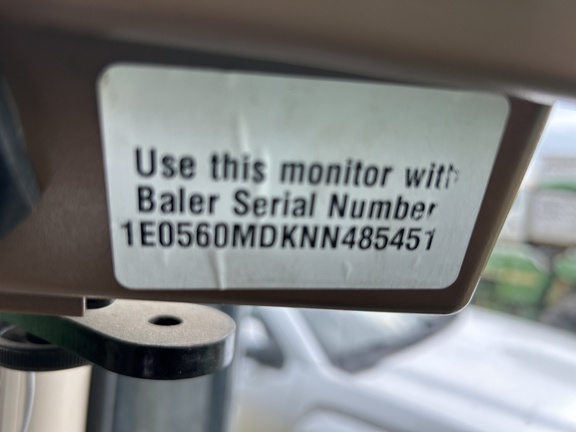 Use this monitor with
Baler Serial Number
1E0560MDKNN485451